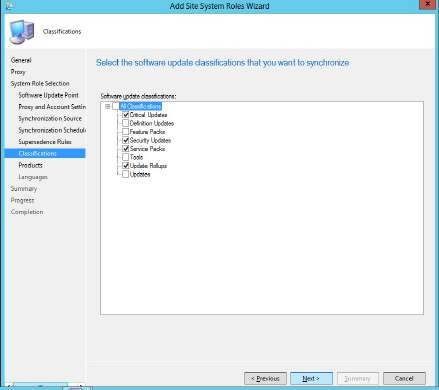 Add Site System Roles Wizard
x
Classifications
General
Proxy
System Role Selection
Software Update Point
Proxy and Account Settin
Synchronization Source
Synchronization Schedul
Supersedence Rules
Classifications
Products
Languages
Summary
Progress
Completion
Select the software update classifications that you want to synchronize
Software update classifications:
All Classifications
Critical Updates
Definition Updates
Feature Packs
Security Updates
Service Packs
Tools
Update Rollups
Updates
< Previous
Next >
Summary
Cancel